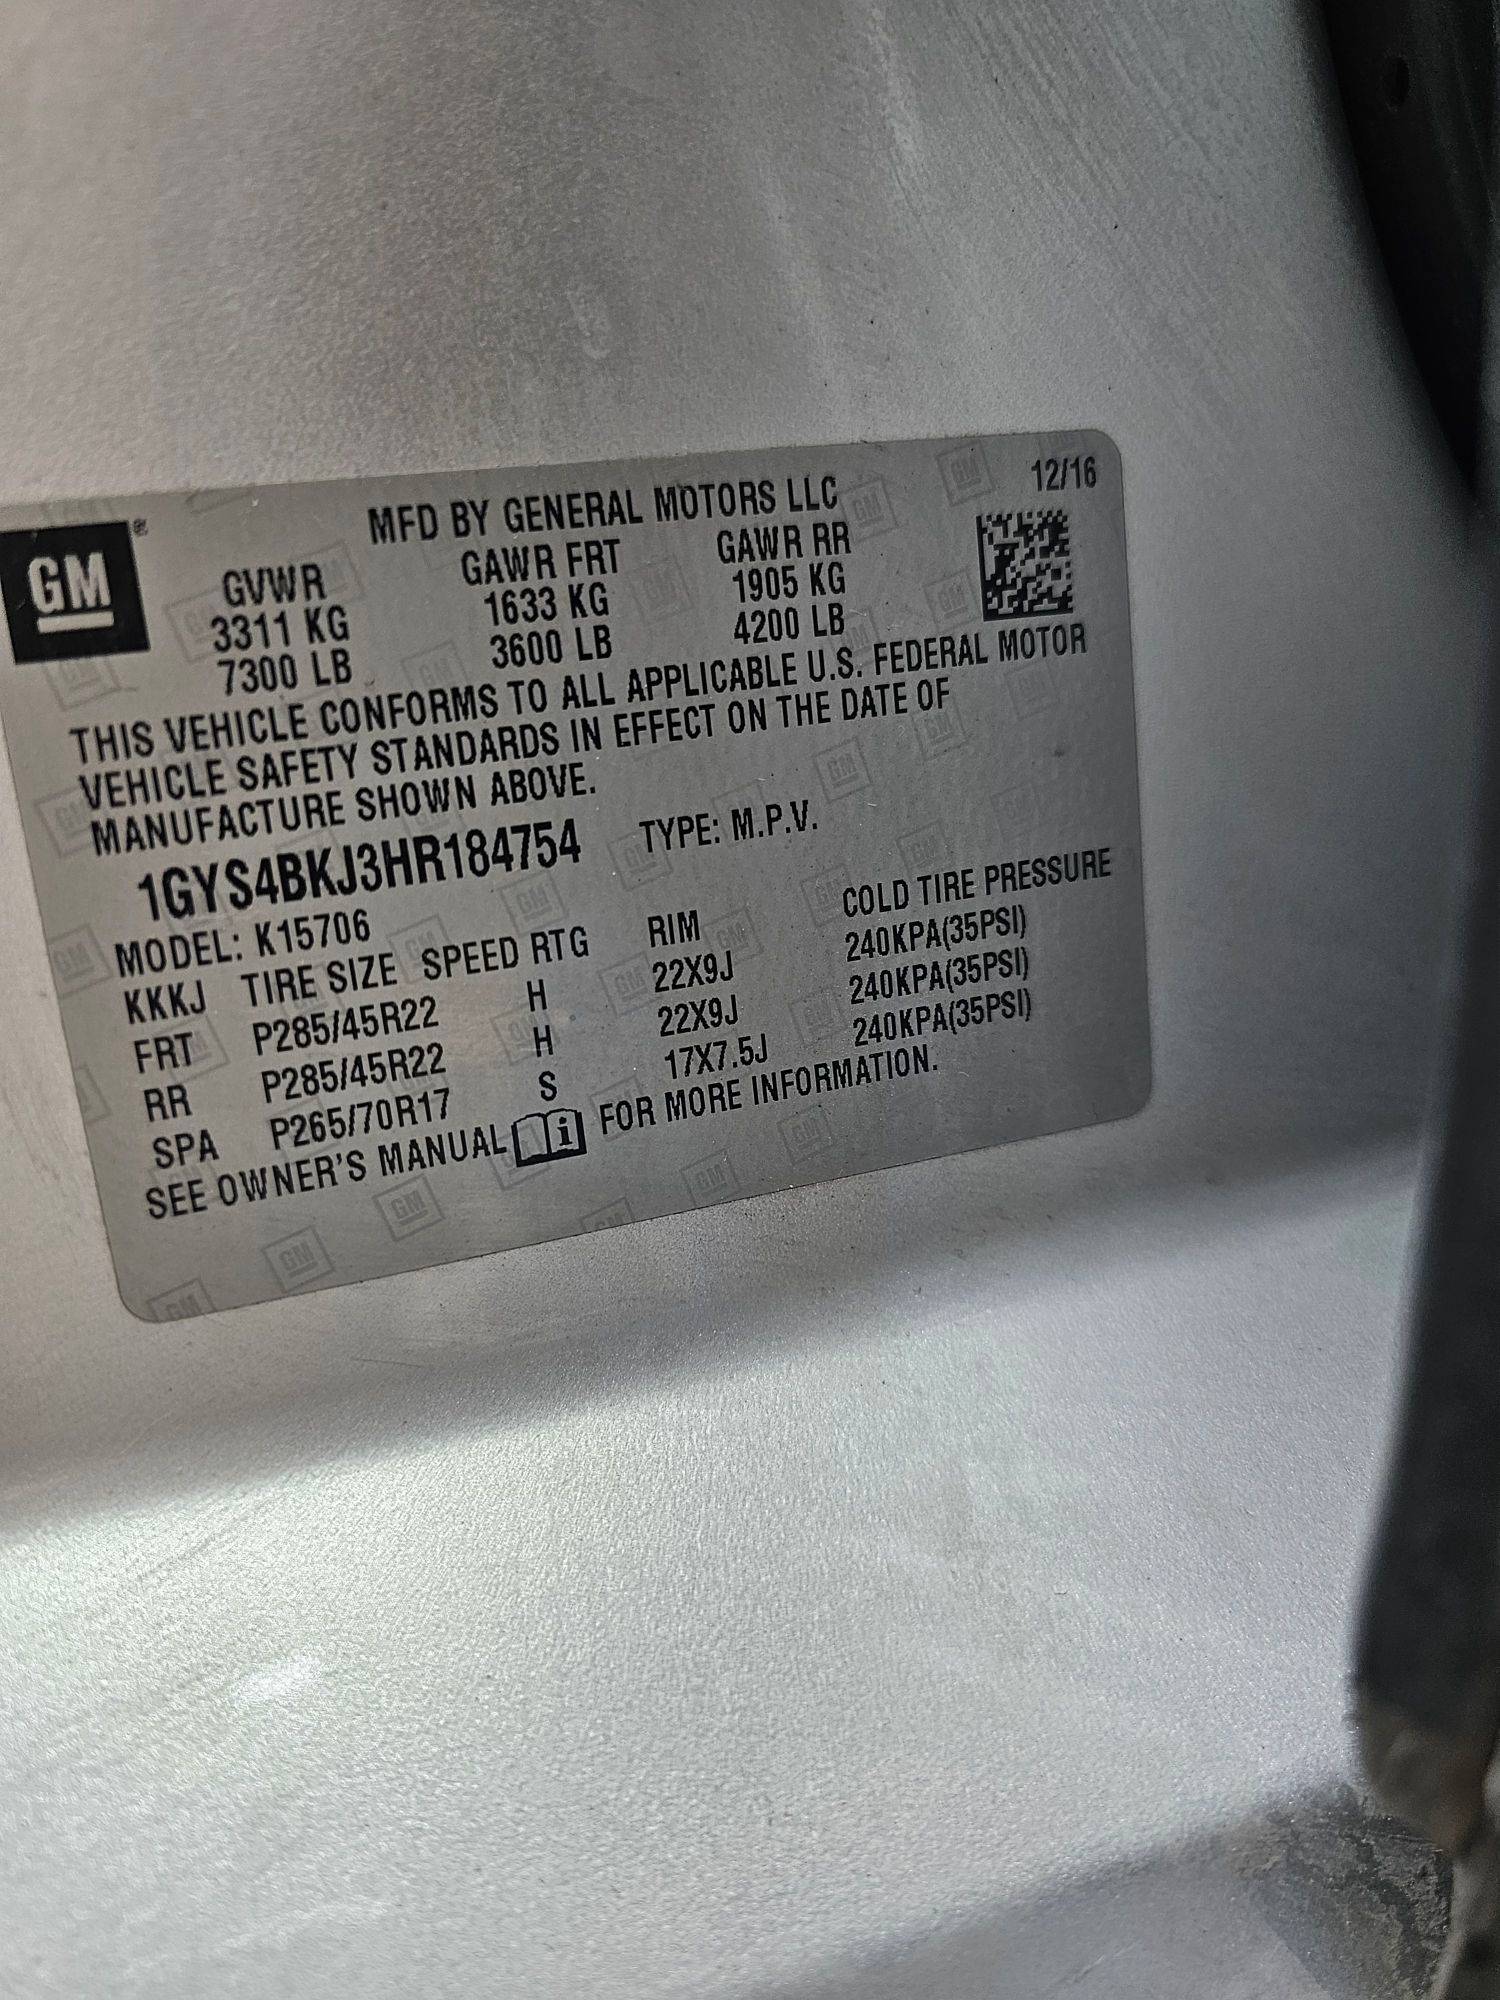 GM®
MFD BY GENERAL MOTORS LLC 12/16
GVWR GAWR FRT GAWR RR
3311 KG 1633 KG 1905 KG
7300 LB 3600 LB 4200 LB
THIS VEHICLE CONFORMS TO ALL APPLICABLE U.S. FEDERAL MOTOR
VEHICLE SAFETY STANDARDS IN EFFECT ON THE DATE OF
MANUFACTURE SHOWN ABOVE.
1GYS4BKJ3HR184754 TYPE: M.P.V.
MODEL: K15706
KKKJ TIRE SIZE SPEED RTG RIM COLD TIRE PRESSURE
FRT P285/45R22 H 22X9J 240KPA(35PSI)
RR P285/45R22 H 22X9J 240KPA(35PSI)
SPA P265/70R17 S 17X7.5J 240KPA(35PSI)
SEE OWNER'S MANUAL i FOR MORE INFORMATION.